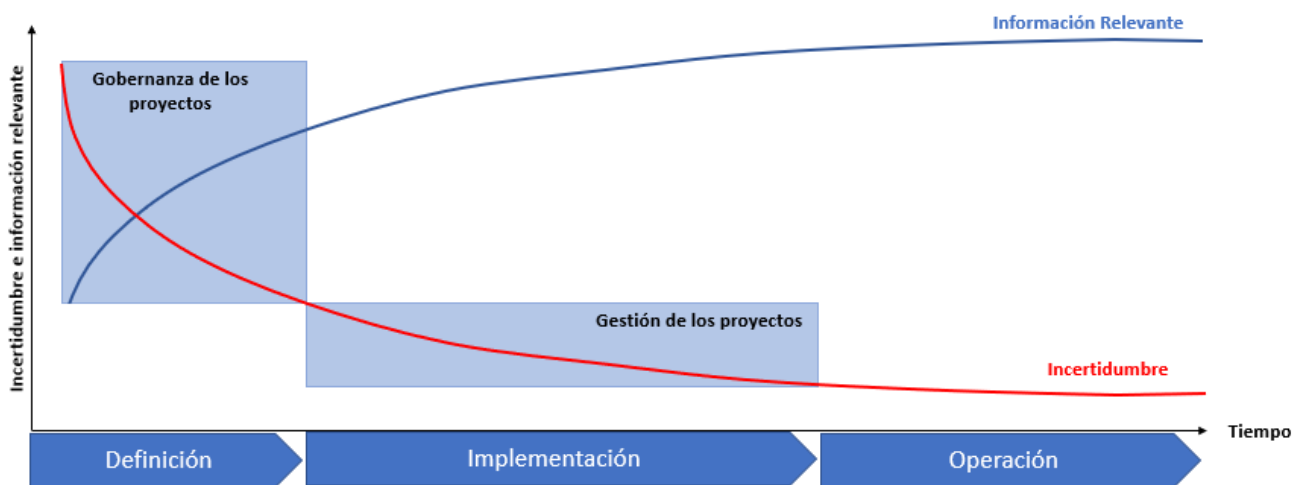 Información Relevante
Gobernanza de los
proyectos
Incertidumbre e información relevante
Gestión de los proyectos
Incertidumbre
Tiempo
Definición
Implementación
Operación